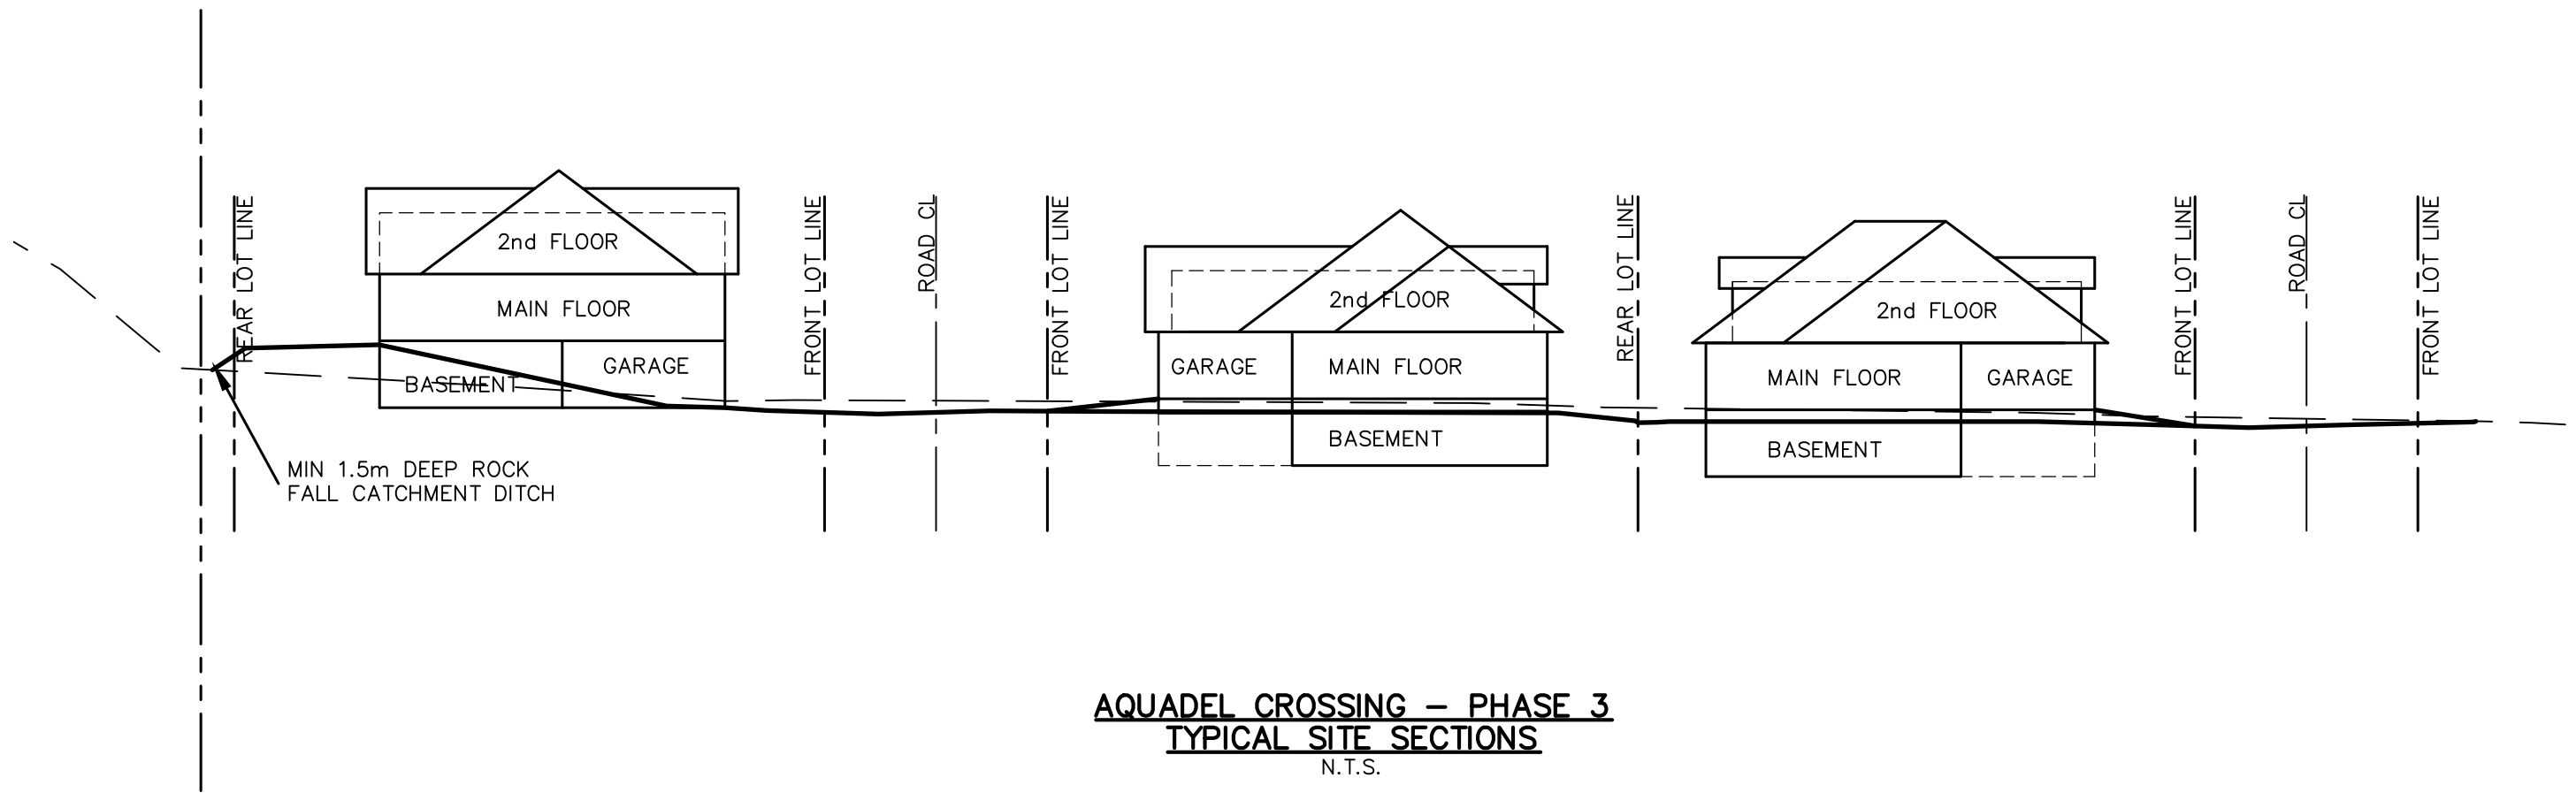 REAR LOT LINE
2nd FLOOR
MAIN FLOOR
BASEMENT
GARAGE
MIN 1.5m DEEP ROCK
FALL CATCHMENT DITCH
FRONT LOT LINE
ROAD CL
FRONT LOT LINE
2nd FLOOR
GARAGE
MAIN FLOOR
BASEMENT
REAR LOT LINE
2nd FLOOR
MAIN FLOOR
GARAGE
BASEMENT
FRONT LOT LINE
ROAD CL
FRONT LOT LINE
AQUADEL CROSSING – PHASE 3
TYPICAL SITE SECTIONS
N.T.S.